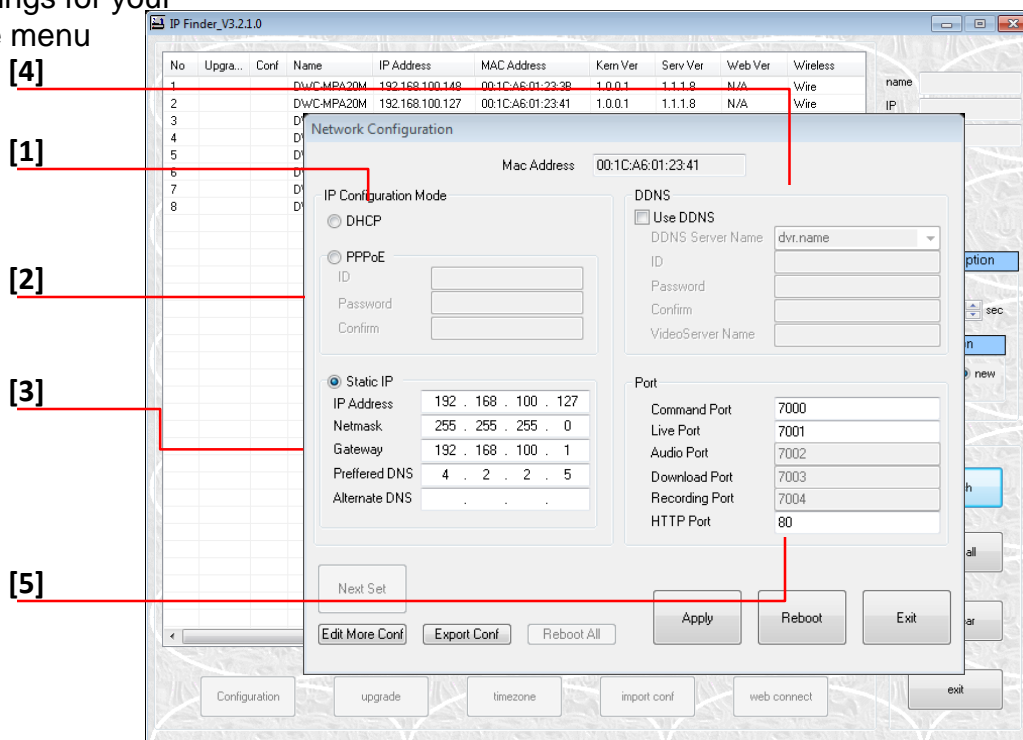 ings for your
e menu
IP Finder_V3.2.1.0
No Upgra... Conf Name IP Address MAC Address Kern Ver Serv Ver Web Ver Wireless
[4]
name
1 DWC-MPA20M 192.168.100.148 00:1C:A6:01:23:3B 1.0.0.1 1.1.1.8 N/A Wire
2 DWC-MPA20M 192.168.100.127 00:1C:A6:01:23:41 1.0.0.1 1.1.1.8 N/A Wire
IP
3
4
Network Configuration
[1]
5
6
7
8
Mac Address 00:1C:A6:01:23:41
IP Configuration Mode
DHCP
PPPoE
ID
Password
Confirm
DDNS
Use DDNS
DDNS Server Name dvr.name
ID
Password
Confirm
VideoServer Name
[2]
ption
sec
n
new
[3]
Static IP
IP Address 192 . 168 . 100 . 127
Netmask 255 . 255 . 255 . 0
Gateway 192 . 168 . 100 . 1
Preffered DNS 4 . 2 . 2 . 5
Alternate DNS . . .
Port
Command Port 7000
Live Port 7001
Audio Port 7002
Download Port 7003
Recording Port 7004
HTTP Port 80
h
all
[5]
Next Set
Edit More Conf Export Conf Reboot All
Apply Reboot Exit
ar
Configuration upgrade timezone import conf web connect exit